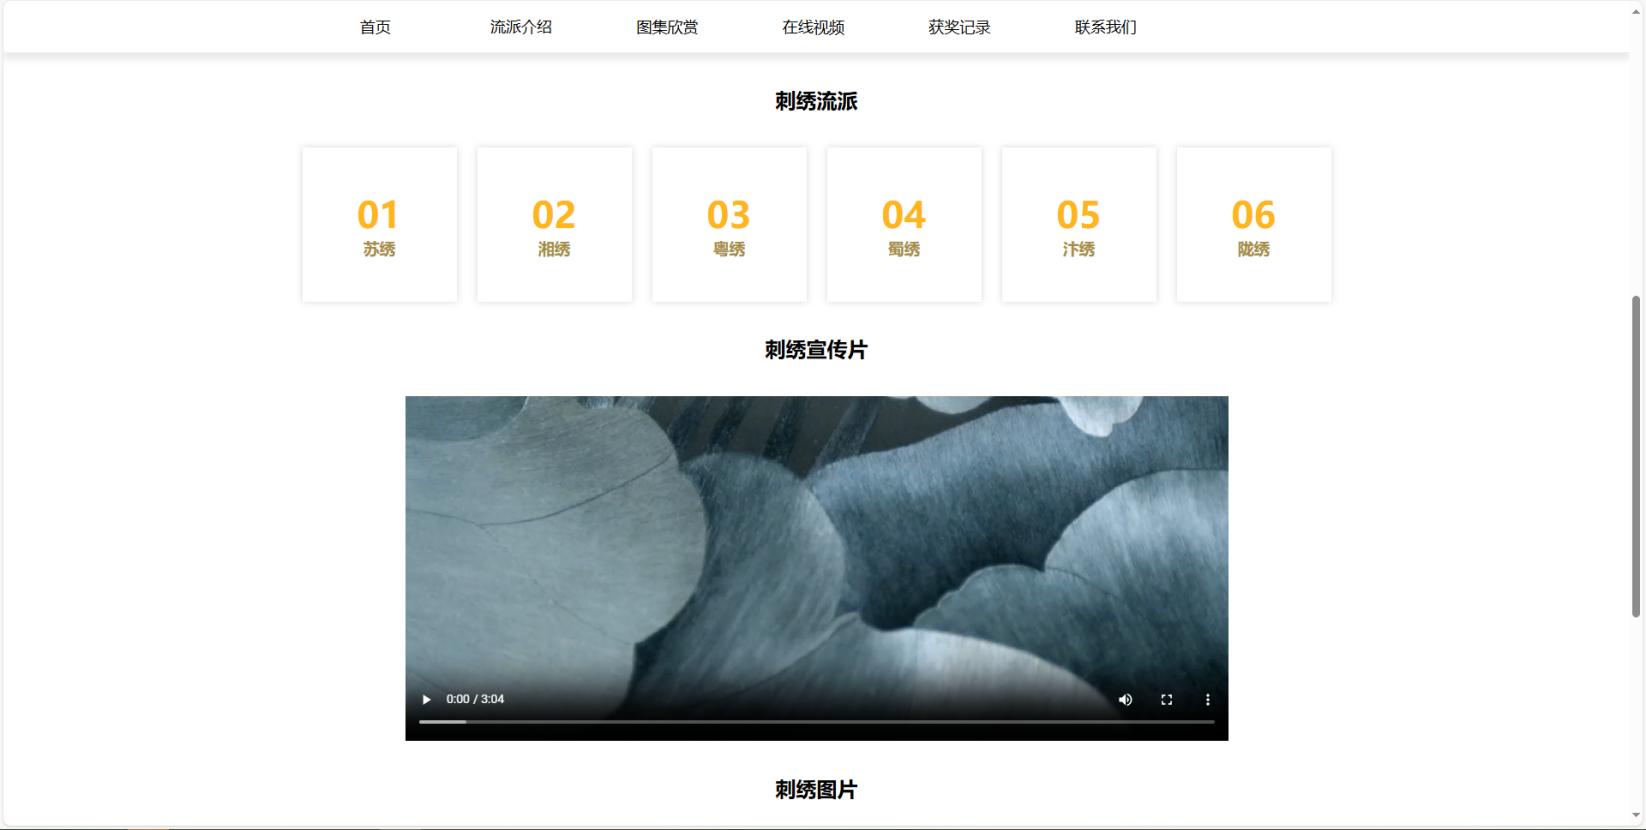 首页 流派介绍 图集欣赏 在线视频 获奖记录 联系我们
刺绣流派
01 02 03 04 05 06
苏绣 湘绣 粤绣 蜀绣 汴绣 陇绣
刺绣宣传片
0:00 / 3:04
刺绣图片